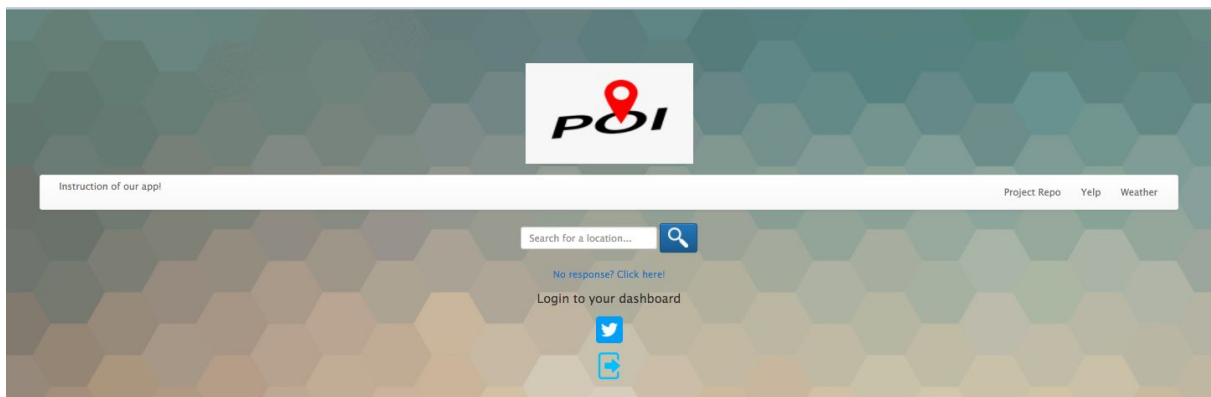 POI
Instruction of our app!
Project Repo Yelp Weather
Search for a location...
No response? Click here!
Login to your dashboard